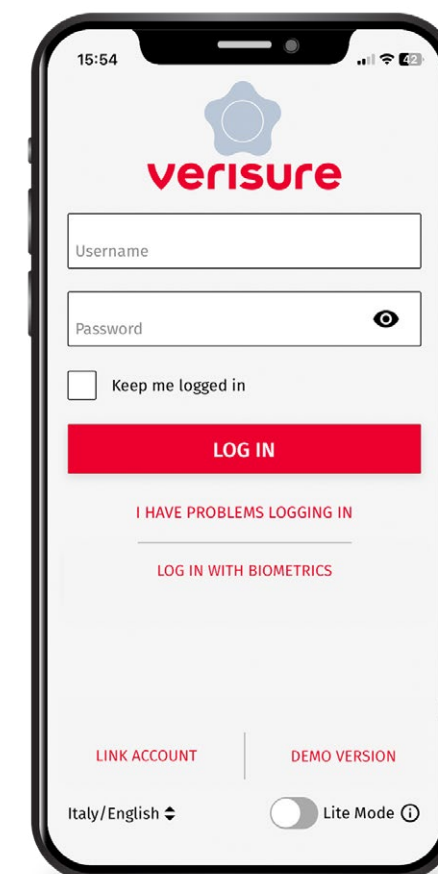 15:54
42
verisure
Username
Password
Keep me logged in
LOG IN
I HAVE PROBLEMS LOGGING IN
LOG IN WITH BIOMETRICS
LINK ACCOUNT
DEMO VERSION
Italy/English
Lite Mode